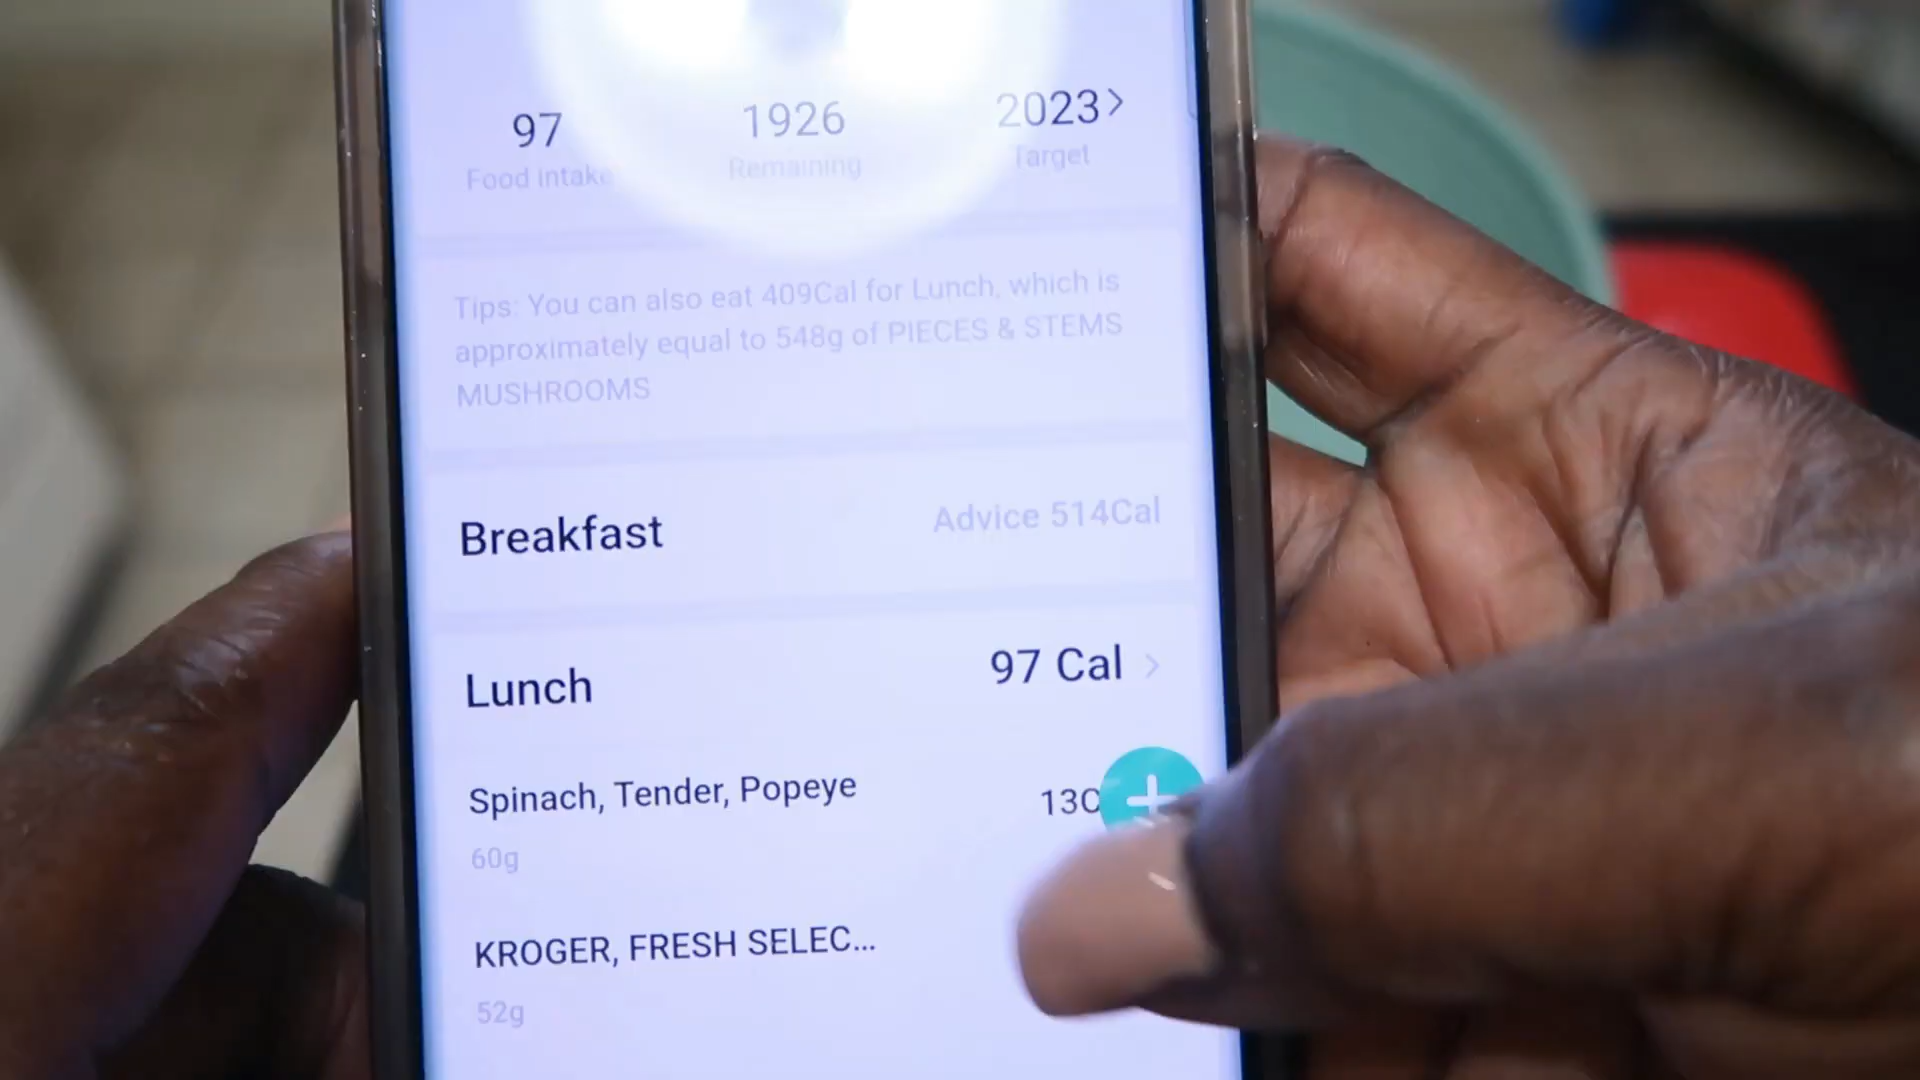 97 1926 2023
Food intake Remaining Target
Tips: You can also eat 409Cal for Lunch, which is
approximately equal to 548g of PIECES & STEMS
MUSHROOMS
Breakfast Advice 514Cal
Lunch 97 Cal
Spinach, Tender, Popeye 13C
60g
KROGER, FRESH SELEC...
52g